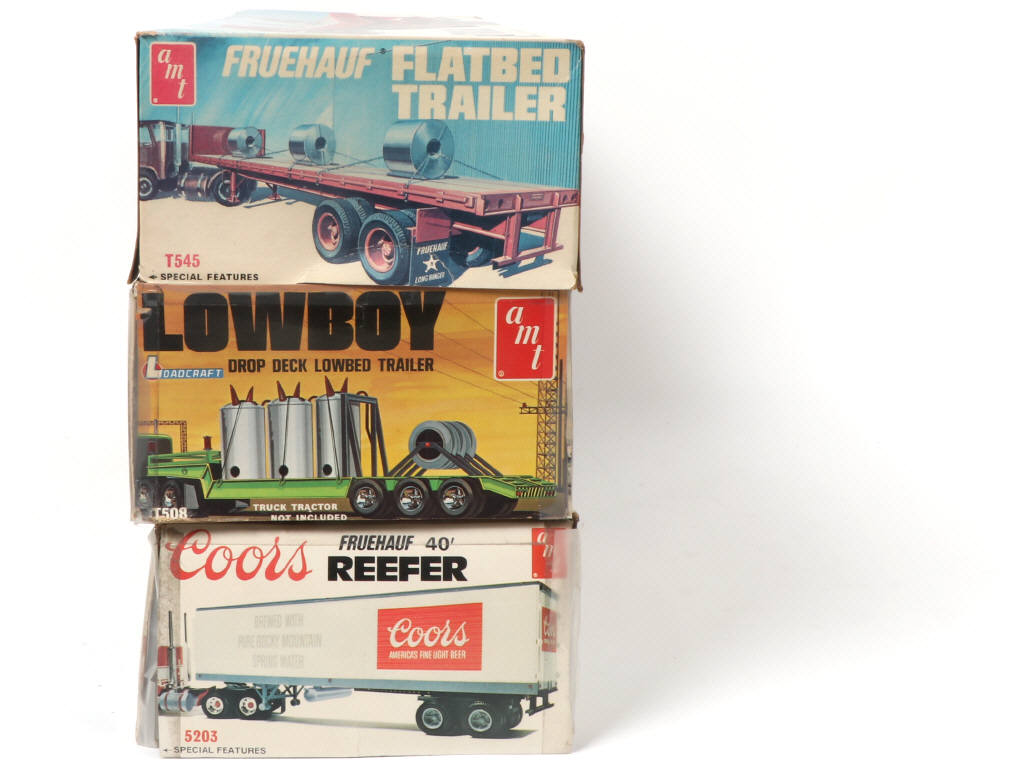 amt
FRUEHAUF® FLATBED
TRAILER
FRUEHAUF
LONG RANGER
T545
SPECIAL FEATURES
LOWBOY
amt
LOADCRAFT
DROP DECK LOWBED TRAILER
T508
TRUCK TRACTOR
NOT INCLUDED
Coors
FRUEHAUF 40'
REEFER
BREWED WITH
PURE ROCKY MOUNTAIN
SPRING WATER
Coors
AMERICA'S FINE LIGHT BEER
5203
SPECIAL FEATURES